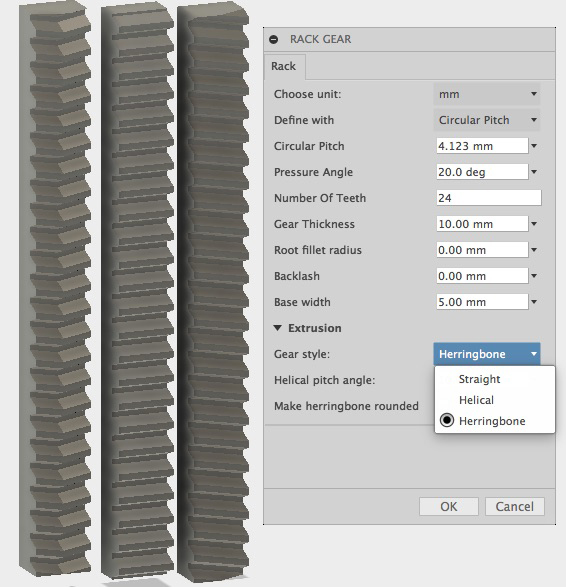 RACK GEAR
Rack
Choose unit: mm
Define with Circular Pitch
Circular Pitch 4.123 mm
Pressure Angle 20.0 deg
Number Of Teeth 24
Gear Thickness 10.00 mm
Root fillet radius 0.00 mm
Backlash 0.00 mm
Base width 5.00 mm
Extrusion
Gear style: Herringbone
Straight
Helical pitch angle:
Helical
Make herringbone rounded
Herringbone
OK Cancel